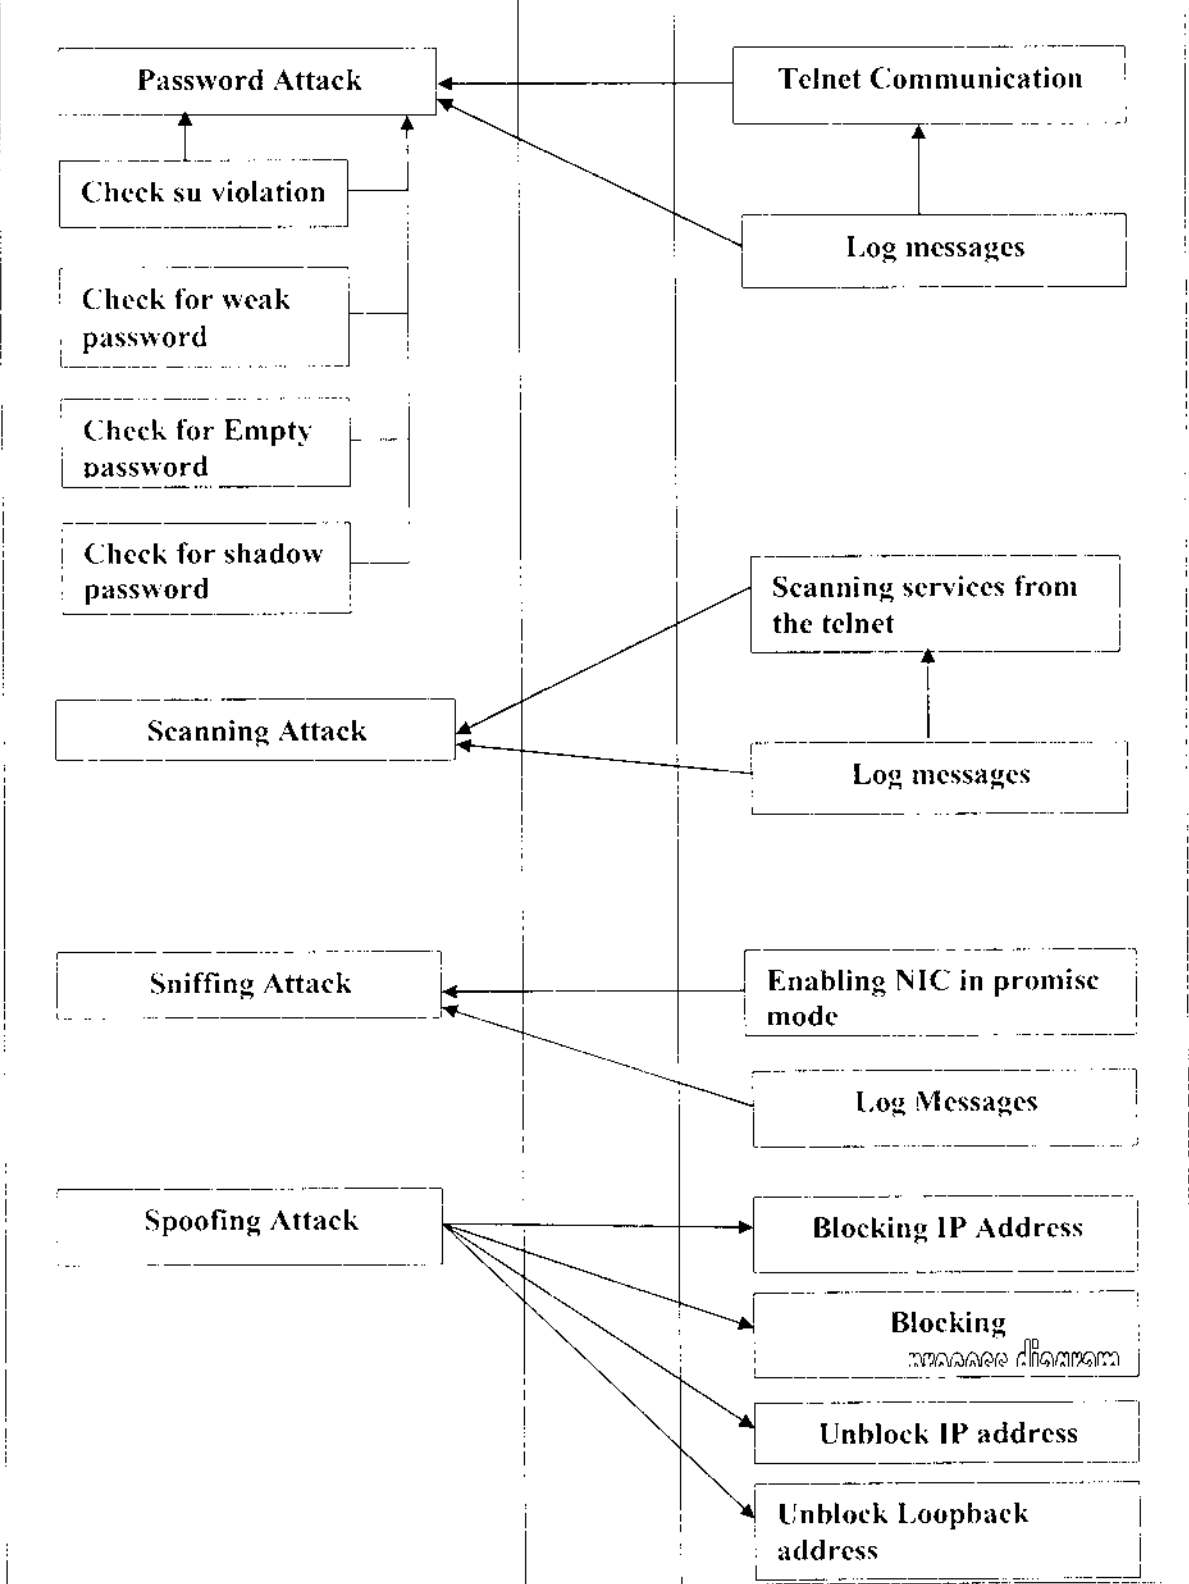 Password Attack
Telnet Communication
Check su violation
Log messages
Check for weak
password
Check for Empty
password
Check for shadow
password
Scanning services from
the telnet
Scanning Attack
Log messages
Sniffing Attack
Enabling NIC in promisc
mode
Log Messages
Spoofing Attack
Blocking IP Address
Blocking
diagram
Unblock IP address
Unblock Loopback
address